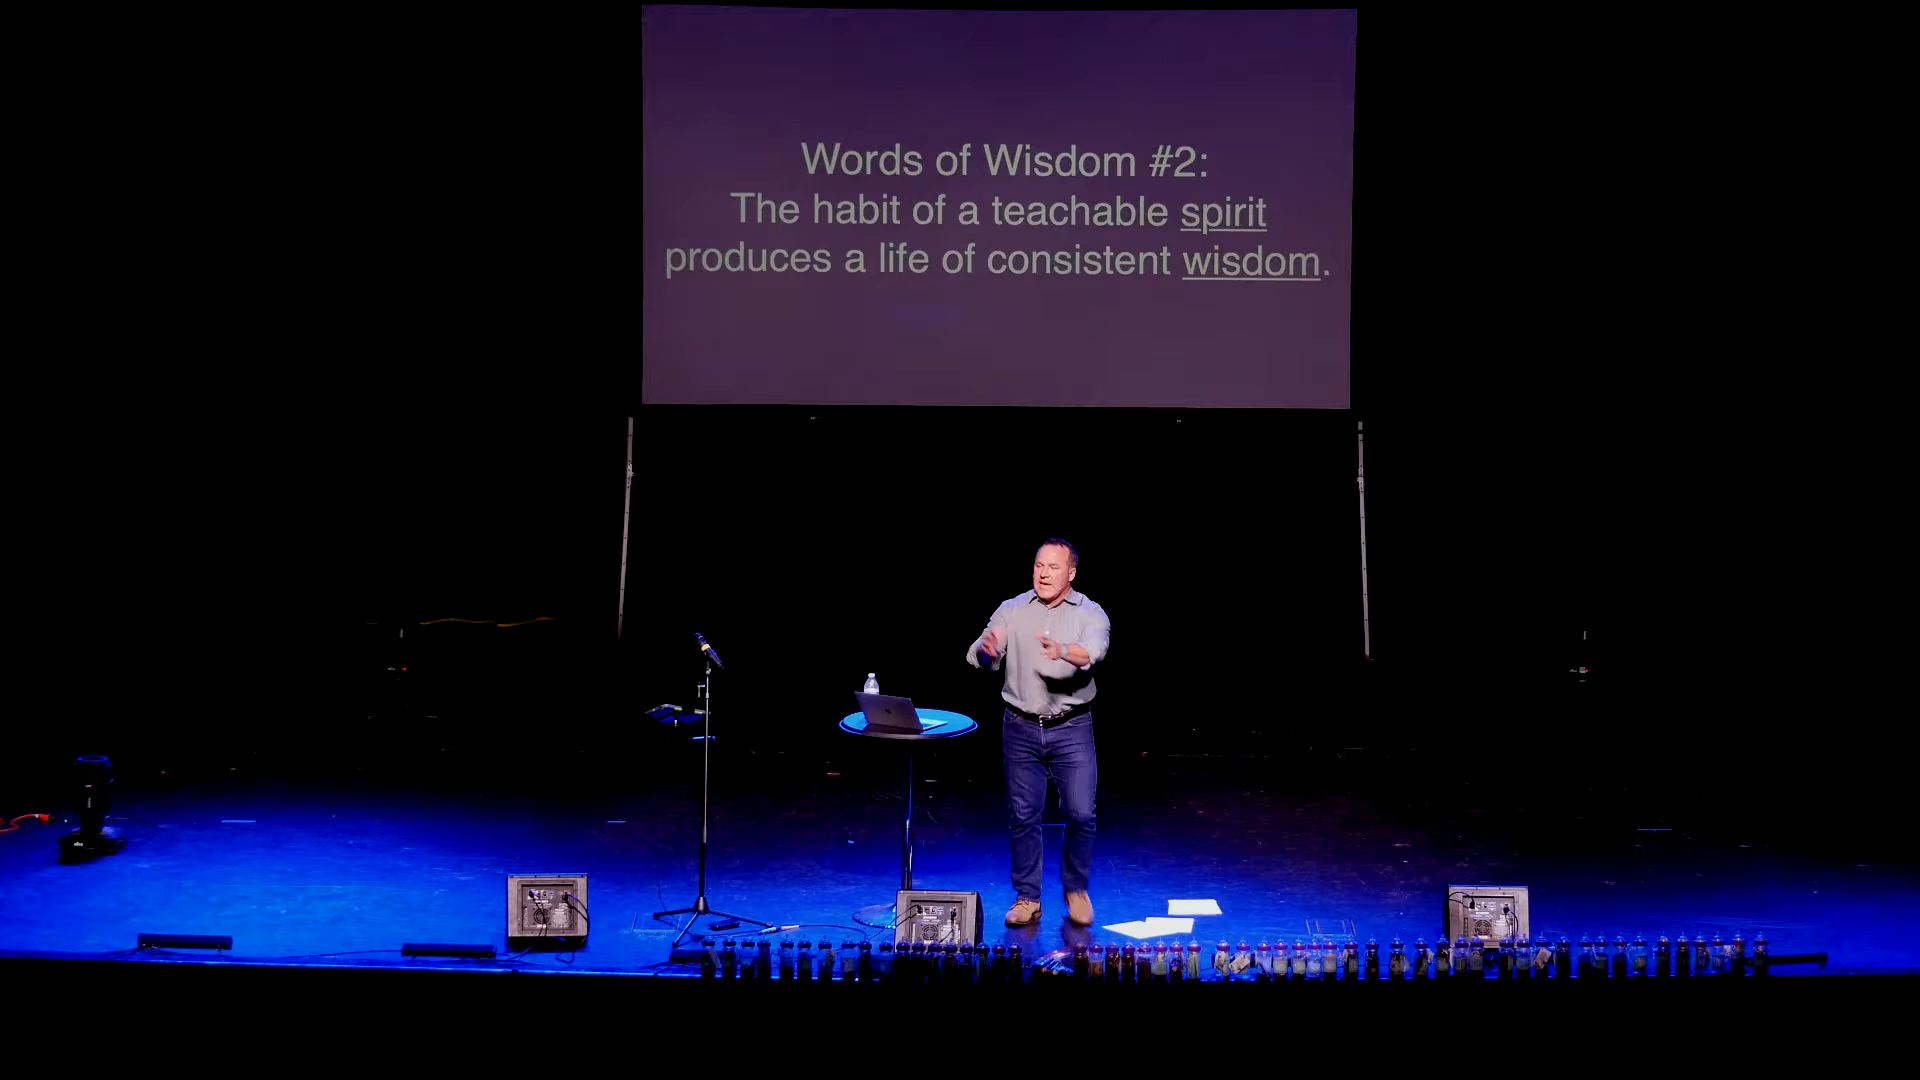 Words of Wisdom #2:
The habit of a teachable spirit
produces a life of consistent wisdom.